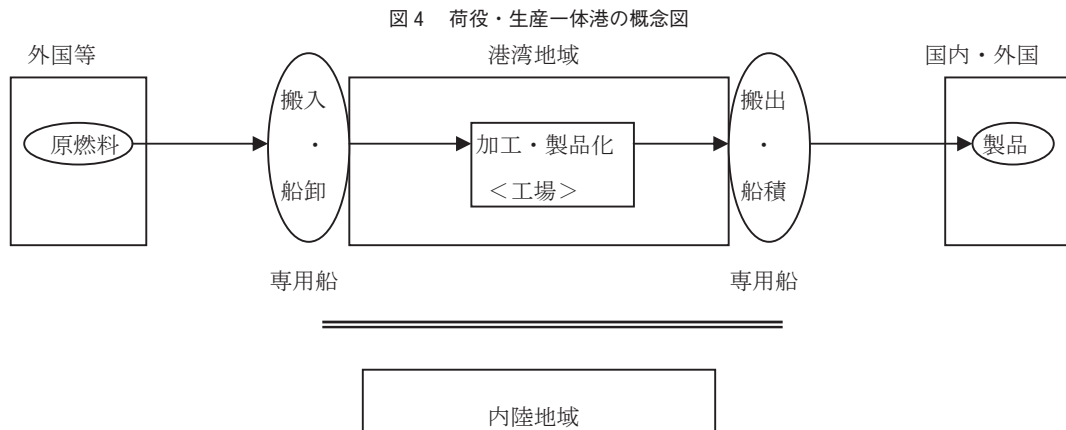 図4 荷役・生産一体港の概念図
外国等
港湾地域
国内・外国
搬入
・
船卸
搬出
・
船積
原燃料
加工・製品化
＜工場＞
製品
専用船
専用船
内陸地域